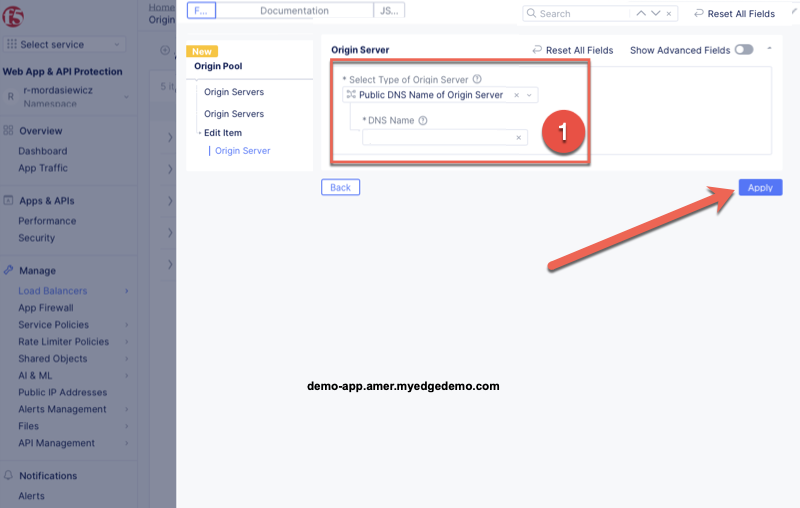 F...
Documentation
JS...
Search
Reset All Fields
Home
Origin
Select service
Web App & API Protection
R
r-mordasiewicz
Namespace
5
Overview
Dashboard
App Traffic
Apps & APIs
Performance
Security
Manage
Load Balancers
App Firewall
Service Policies
Rate Limiter Policies
Shared Objects
AI & ML
Public IP Addresses
Alerts Management
Files
API Management
Notifications
Alerts
New
Origin Pool
Origin Servers
Origin Servers
Edit Item
Origin Server
Origin Server
Reset All Fields
Show Advanced Fields
* Select Type of Origin Server
Public DNS Name of Origin Server
* DNS Name
1
Back
Apply
demo-app.amer.myedgedemo.com